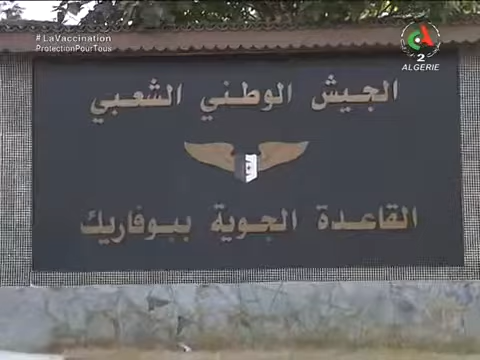 # LaVaccination
ProtectionPourTous
2
ALGERIE
الجيش الوطني الشعبي
القاعدة الجوية ببوفاريك